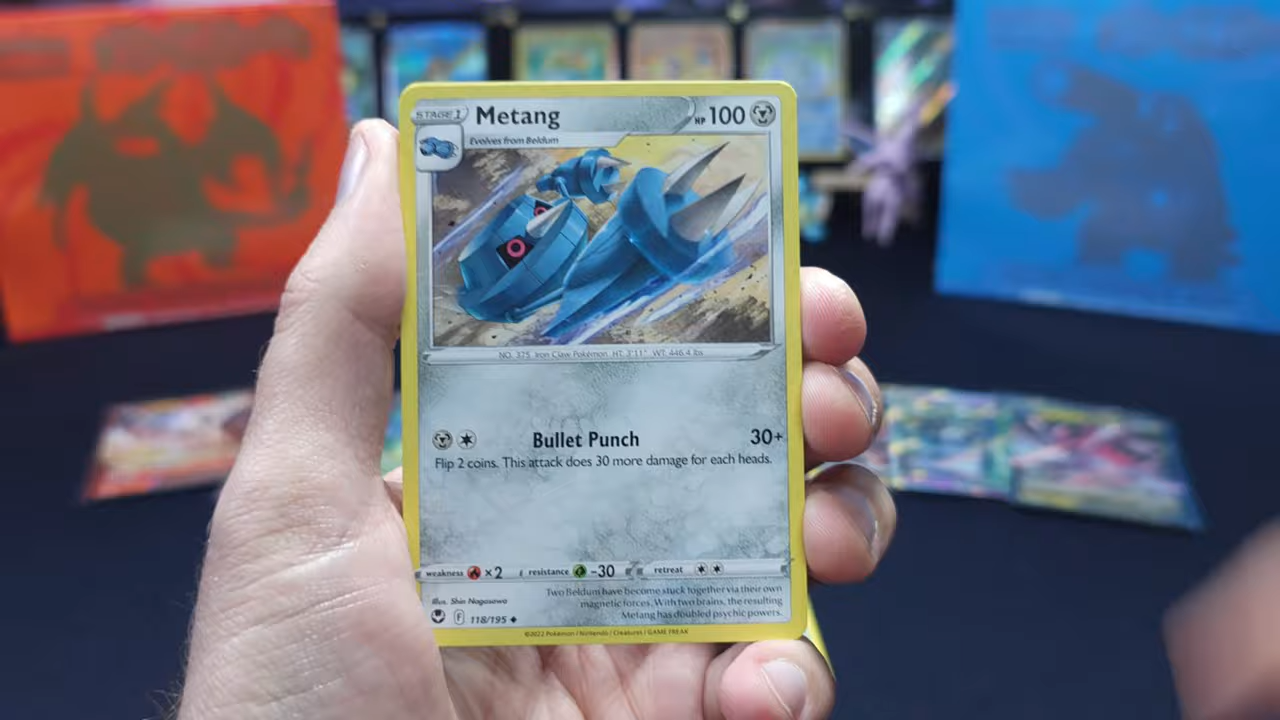 STAGE 1 Metang HP 100
Evolves from Beldum
NO. 375 Iron Claw Pokémon HT: 3'11" WT: 446.4 lbs
Bullet Punch 30+
Flip 2 coins. This attack does 30 more damage for each heads.
weakness ×2 resistance -30 retreat
Two Beldum have become stuck together via their own
magnetic forces. With two brains, the resulting
Metang has doubled psychic powers.
Illus. Shin Nagasawa
F 118/195
©2022 Pokémon / Nintendo / Creatures / GAME FREAK